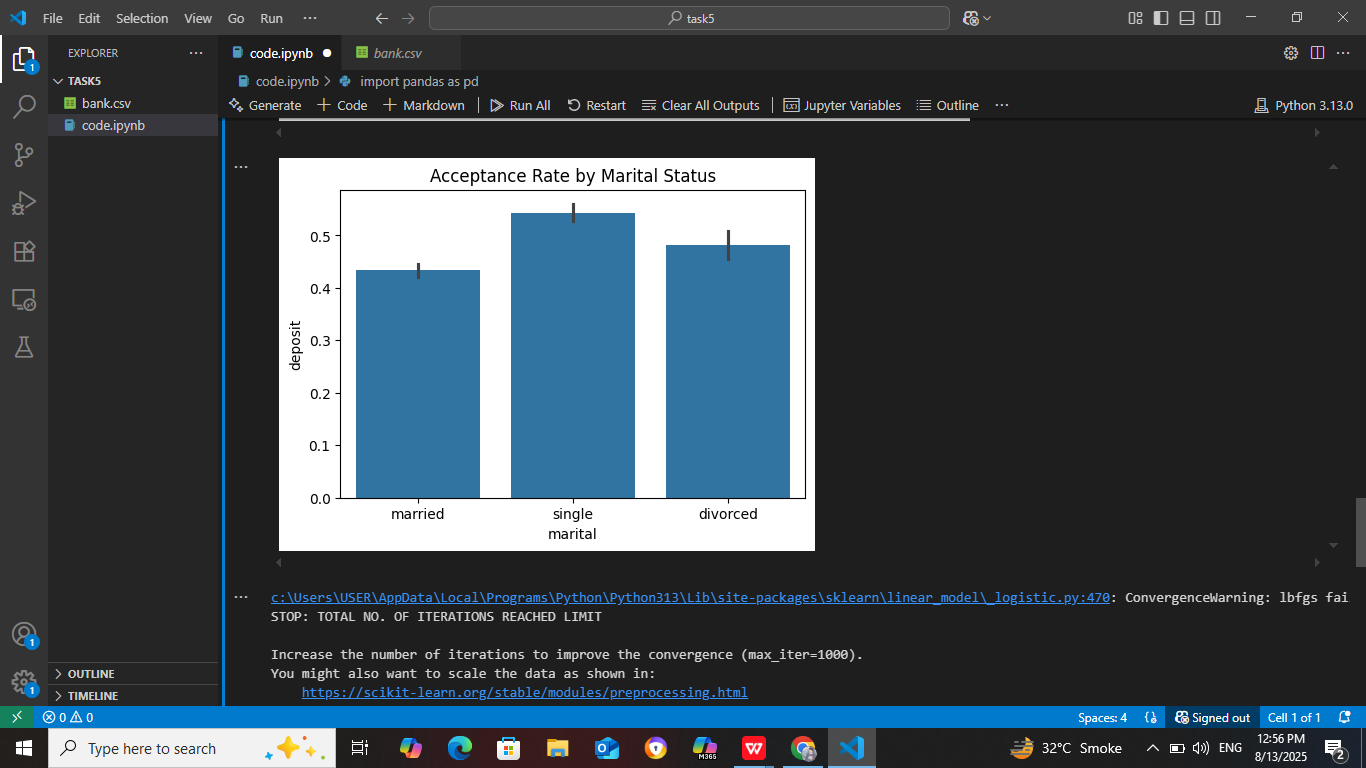 File Edit Selection View Go Run ··· task5
EXPLORER ···
TASK5
bank.csv
code.ipynb
OUTLINE
TIMELINE
code.ipynb bank.csv
code.ipynb > import pandas as pd
Generate + Code + Markdown Run All Restart Clear All Outputs Jupyter Variables Outline ··· Python 3.13.0
Acceptance Rate by Marital Status
deposit
0.5
0.4
0.3
0.2
0.1
0.0
married single divorced
marital
c:\Users\USER\AppData\Local\Programs\Python\Python313\Lib\site-packages\sklearn\linear_model\_logistic.py:470: ConvergenceWarning: lbfgs fai
STOP: TOTAL NO. OF ITERATIONS REACHED LIMIT
Increase the number of iterations to improve the convergence (max_iter=1000).
You might also want to scale the data as shown in:
https://scikit-learn.org/stable/modules/preprocessing.html
1
1
1
0 0 Spaces: 4 {} Signed out Cell 1 of 1
Type here to search M365 32°C Smoke ENG 12:56 PM
8/13/2025 2